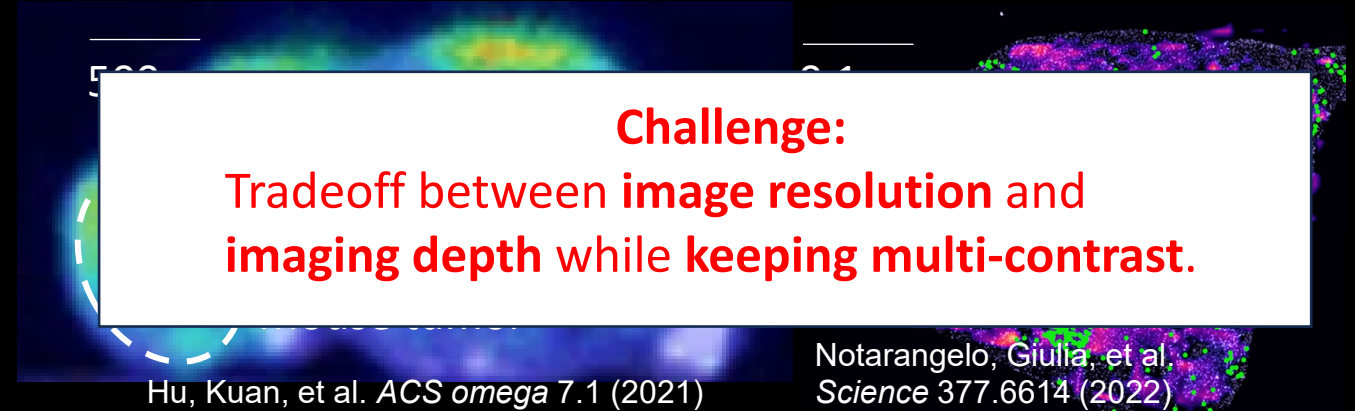 Challenge:
Tradeoff between image resolution and
imaging depth while keeping multi-contrast.
Notarangelo, Giulia, et al.
Science 377.6614 (2022)
Hu, Kuan, et al. ACS omega 7.1 (2021)